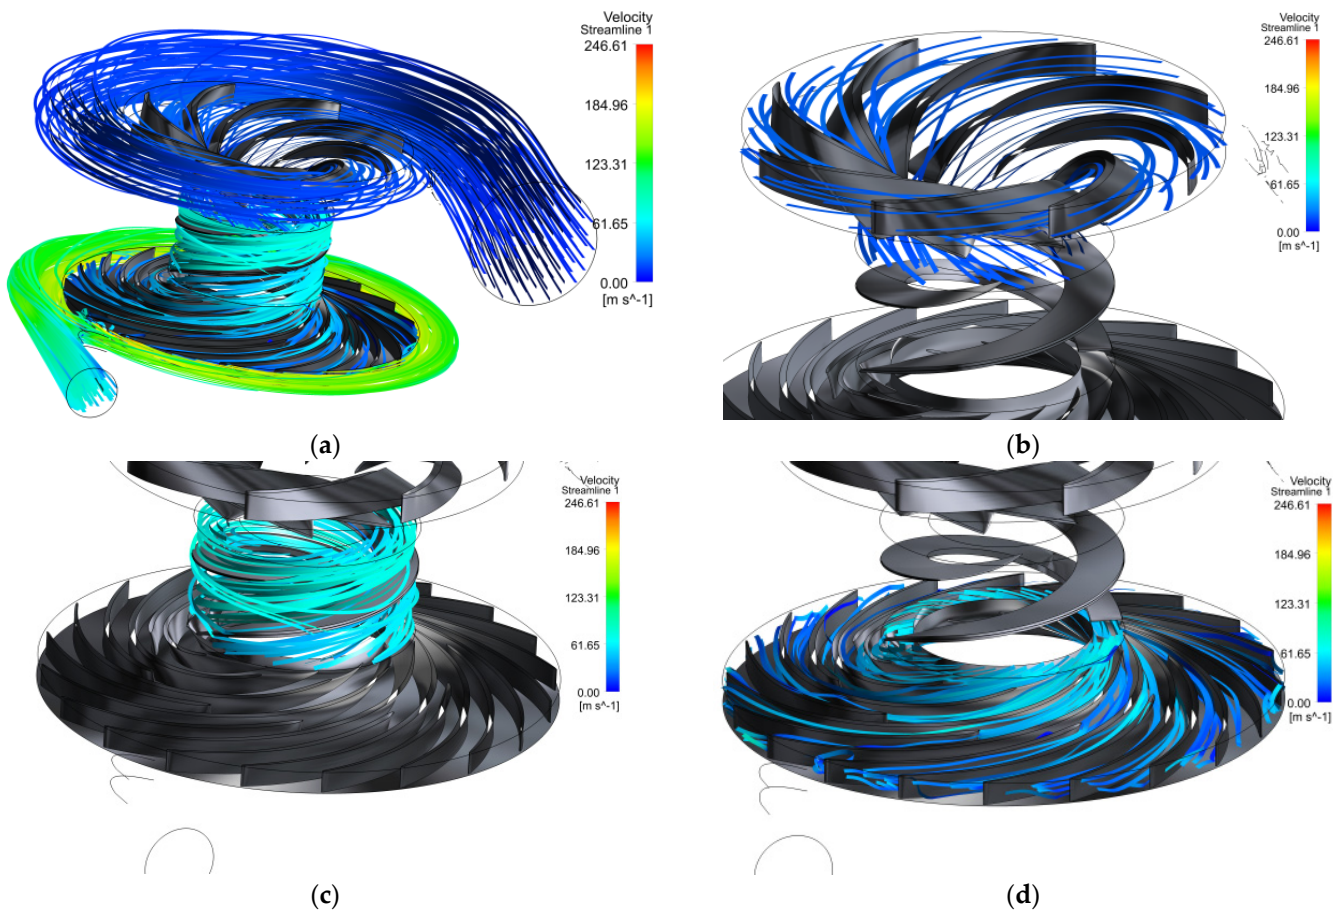 Velocity
Streamline 1
246.61
184.96
123.31
61.65
0.00
[m s^-1]
(a)
Velocity
Streamline 1
246.61
184.96
123.31
61.65
0.00
[m s^-1]
(b)
Velocity
Streamline 1
246.61
184.96
123.31
61.65
0.00
[m s^-1]
(c)
Velocity
Streamline 1
246.61
184.96
123.31
61.65
0.00
[m s^-1]
(d)